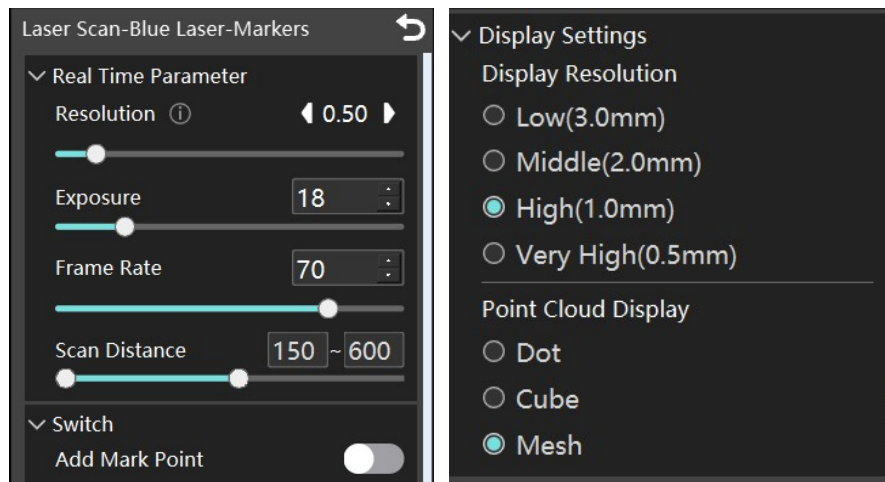 Laser Scan-Blue Laser-Markers
Real Time Parameter
Resolution ⓘ 0.50
Exposure 18
Frame Rate 70
Scan Distance 150 ~ 600
Switch
Add Mark Point
Display Settings
Display Resolution
Low(3.0mm)
Middle(2.0mm)
High(1.0mm)
Very High(0.5mm)
Point Cloud Display
Dot
Cube
Mesh